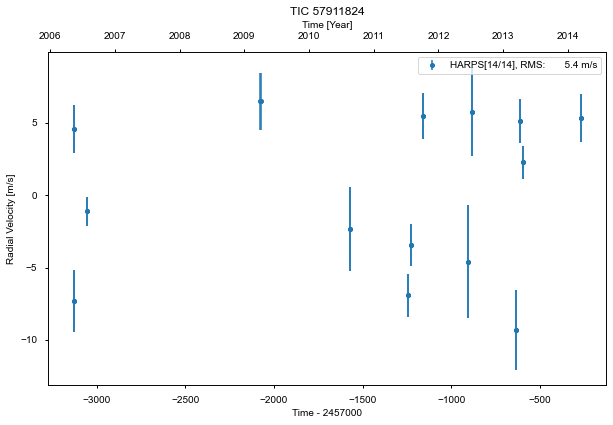 TIC 57911824
Time [Year]
2006 2007 2008 2009 2010 2011 2012 2013 2014
HARPS[14/14], RMS: 5.4 m/s
Radial Velocity [m/s]
5
0
−5
−10
−3000 −2500 −2000 −1500 −1000 −500
Time - 2457000